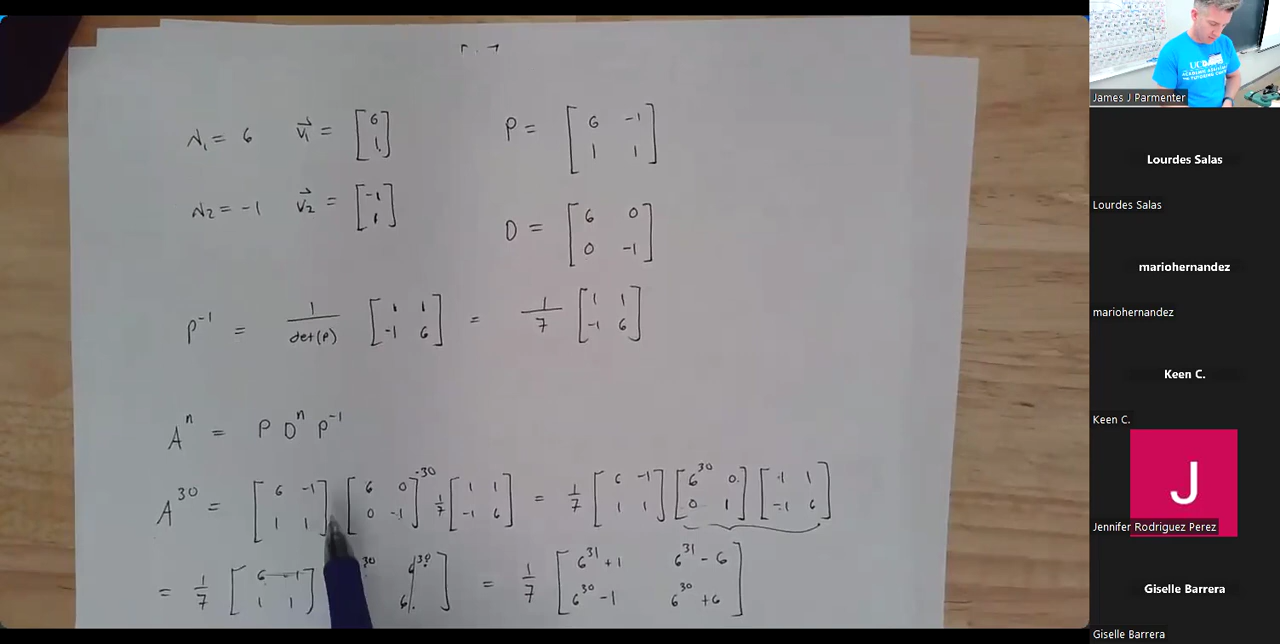 λ₁ = 6   v⃗₁ = [6; 1]   P = [6 -1; 1 1]
λ₂ = -1   v⃗₂ = [-1; 1]   D = [6 0; 0 -1]
P⁻¹ = 1/det(P) [1 1; -1 6] = 1/7 [1 1; -1 6]
Aⁿ = P Dⁿ P⁻¹
A³⁰ = [6 -1; 1 1] [6 0; 0 -1]³⁰ 1/7 [1 1; -1 6] = 1/7 [6 -1; 1 1] [6³⁰ 0; 0 1] [1 1; -1 6]
= 1/7 [6 -1; 1 1] = 1/7 [6³¹+1 6³¹-6; 6³⁰-1 6³⁰+6]
UC DAVIS
James J Parmenter
Lourdes Salas
Lourdes Salas
mariohernandez
mariohernandez
Keen C.
Keen C.
J
Jennifer Rodriguez Perez
Giselle Barrera
Giselle Barrera